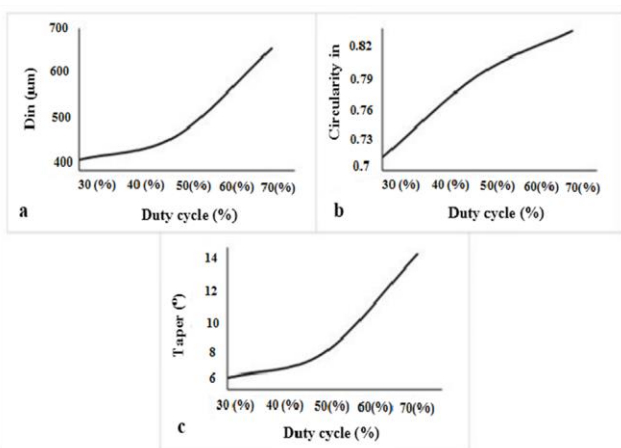 700
600
500
400
Din (µm)
30 (%) 40 (%) 50(%) 60(%) 70(%)
a
Duty cycle (%)
0.82
0.79
0.76
0.73
0.7
Circularity in
30 (%) 40 (%) 50(%) 60(%) 70(%)
b
Duty cycle (%)
14
12
10
8
6
Taper (º)
30 (%) 40 (%) 50(%) 60(%) 70(%)
c
Duty cycle (%)